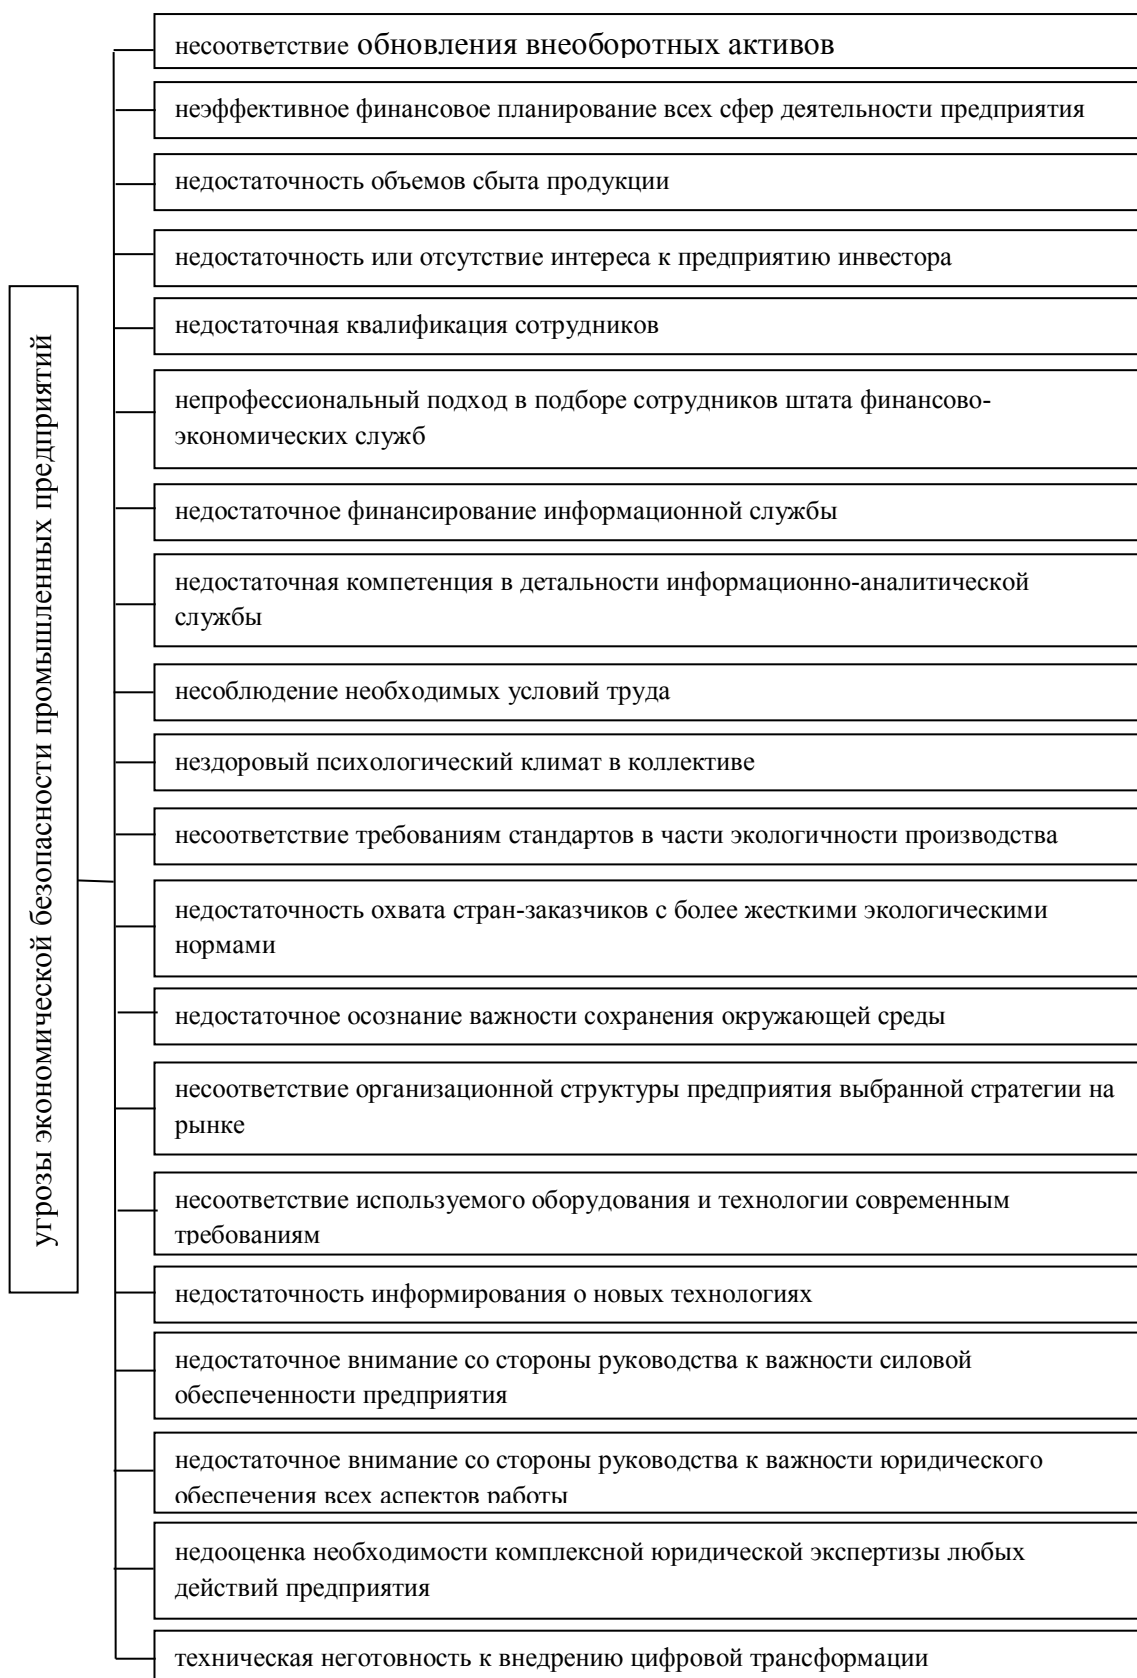 угрозы экономической безопасности промышленных предприятий
несоответствие обновления внеоборотных активов
неэффективное финансовое планирование всех сфер деятельности предприятия
недостаточность объемов сбыта продукции
недостаточность или отсутствие интереса к предприятию инвестора
недостаточная квалификация сотрудников
непрофессиональный подход в подборе сотрудников штата финансово-
экономических служб
недостаточное финансирование информационной службы
недостаточная компетенция в детальности информационно-аналитической
службы
несоблюдение необходимых условий труда
нездоровый психологический климат в коллективе
несоответствие требованиям стандартов в части экологичности производства
недостаточность охвата стран-заказчиков с более жесткими экологическими
нормами
недостаточное осознание важности сохранения окружающей среды
несоответствие организационной структуры предприятия выбранной стратегии на
рынке
несоответствие используемого оборудования и технологии современным
требованиям
недостаточность информирования о новых технологиях
недостаточное внимание со стороны руководства к важности силовой
обеспеченности предприятия
недостаточное внимание со стороны руководства к важности юридического
обеспечения всех аспектов работы
недооценка необходимости комплексной юридической экспертизы любых
действий предприятия
техническая неготовность к внедрению цифровой трансформации